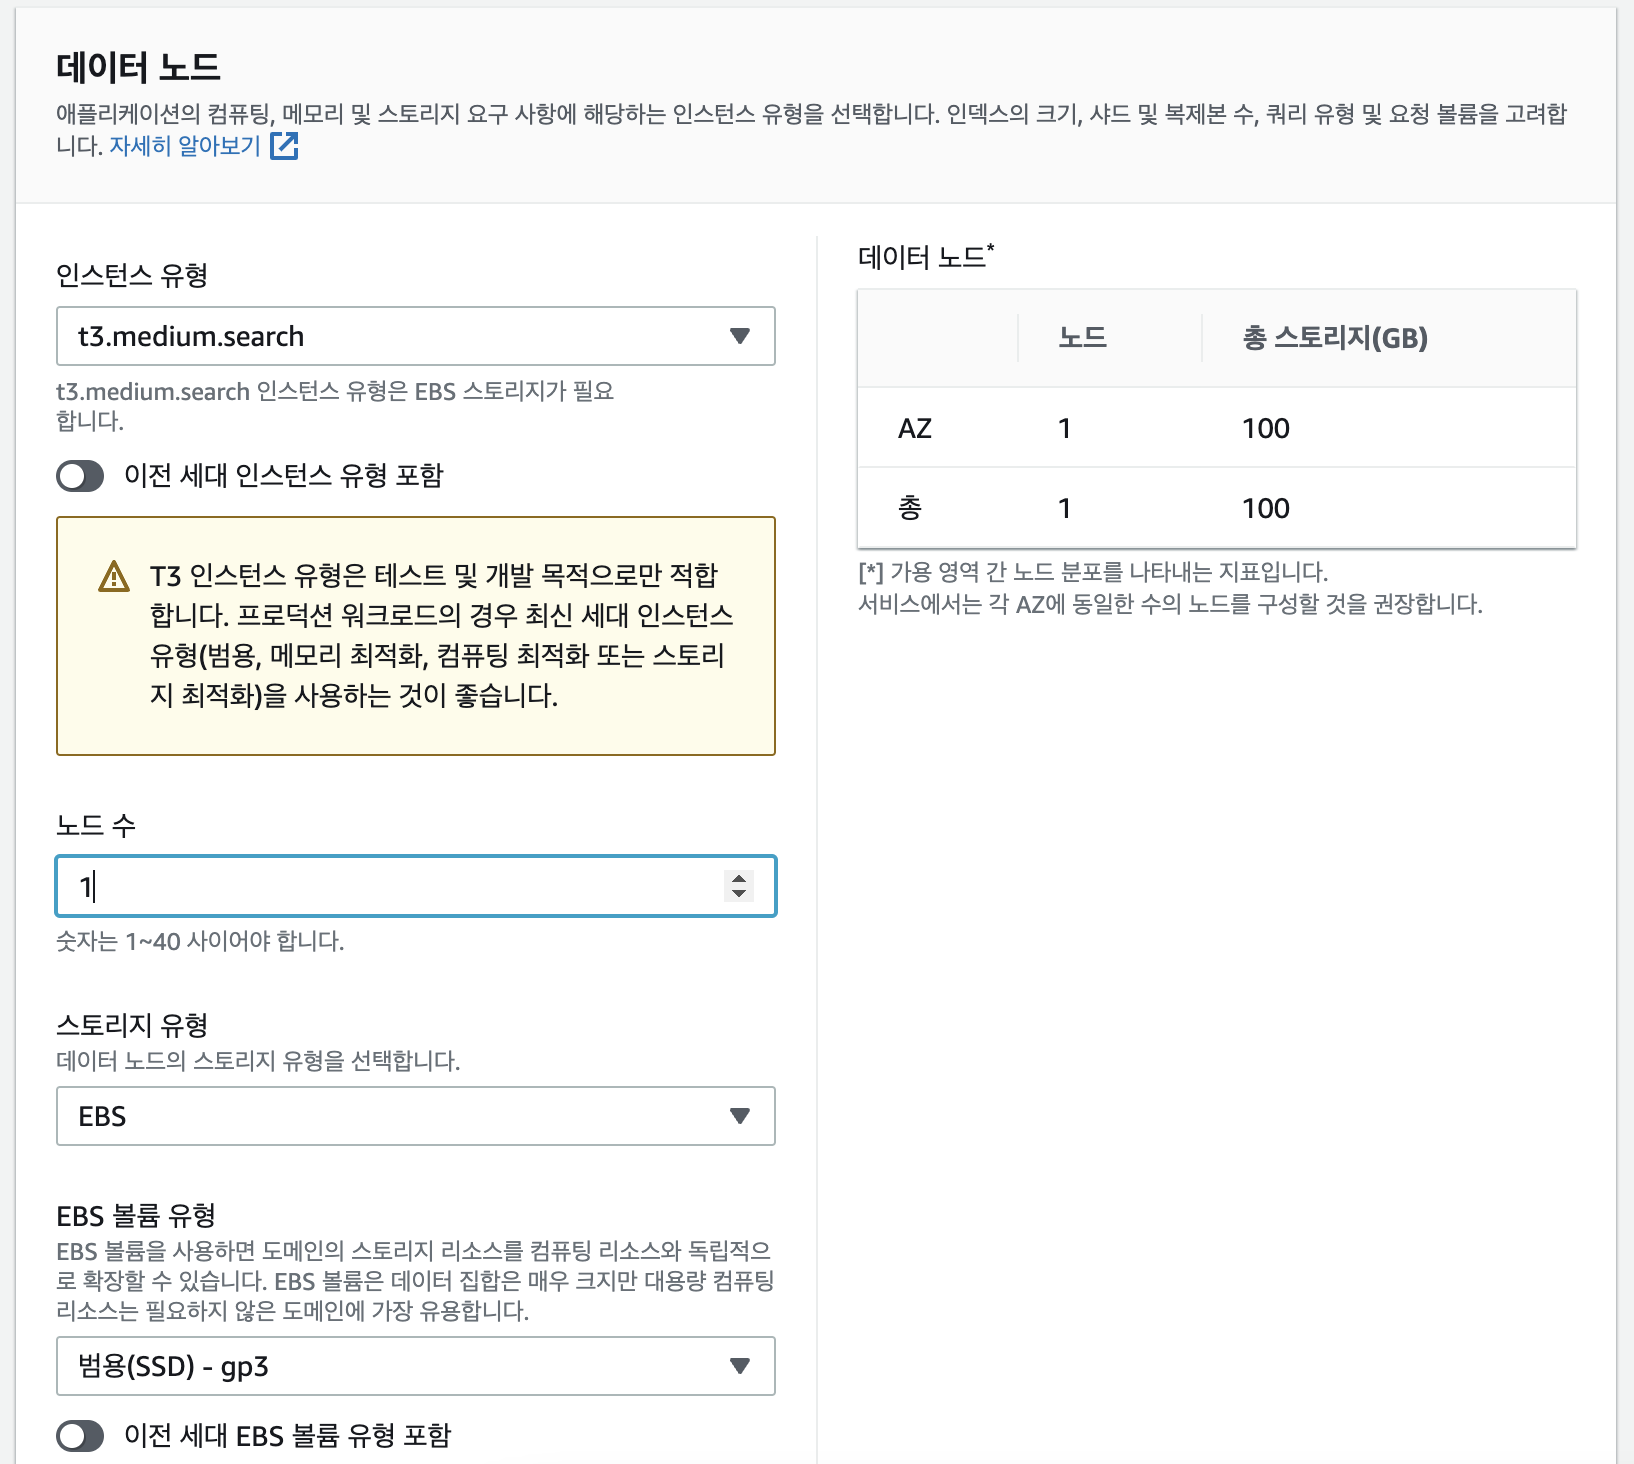 데이터 노드
애플리케이션의 컴퓨팅, 메모리 및 스토리지 요구 사항에 해당하는 인스턴스 유형을 선택합니다. 인덱스의 크기, 샤드 및 복제본 수, 쿼리 유형 및 요청 볼륨을 고려합
니다. 자세히 알아보기
인스턴스 유형
t3.medium.search
t3.medium.search 인스턴스 유형은 EBS 스토리지가 필요
합니다.
이전 세대 인스턴스 유형 포함
T3 인스턴스 유형은 테스트 및 개발 목적으로만 적합
합니다. 프로덕션 워크로드의 경우 최신 세대 인스턴스
유형(범용, 메모리 최적화, 컴퓨팅 최적화 또는 스토리
지 최적화)을 사용하는 것이 좋습니다.
노드 수
1
숫자는 1~40 사이어야 합니다.
스토리지 유형
데이터 노드의 스토리지 유형을 선택합니다.
EBS
EBS 볼륨 유형
EBS 볼륨을 사용하면 도메인의 스토리지 리소스를 컴퓨팅 리소스와 독립적으
로 확장할 수 있습니다. EBS 볼륨은 데이터 집합은 매우 크지만 대용량 컴퓨팅
리소스는 필요하지 않은 도메인에 가장 유용합니다.
범용(SSD) - gp3
이전 세대 EBS 볼륨 유형 포함
데이터 노드*
노드 총 스토리지(GB)
AZ 1 100
총 1 100
[*] 가용 영역 간 노드 분포를 나타내는 지표입니다.
서비스에서는 각 AZ에 동일한 수의 노드를 구성할 것을 권장합니다.